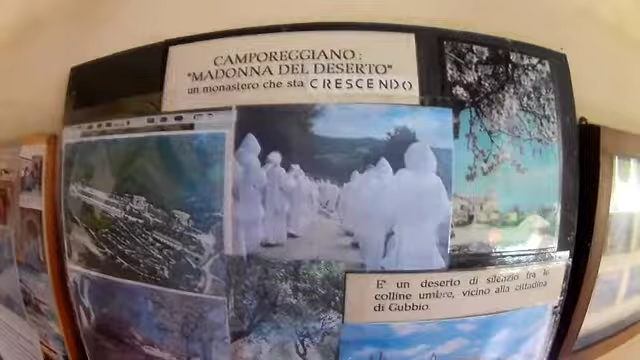 CAMPOREGGIANO:
"MADONNA DEL DESERTO"
un monastero che sta CRESCENDO
E' un deserto di silenzio fra le
colline umbre, vicino alla cittadina
di Gubbio.